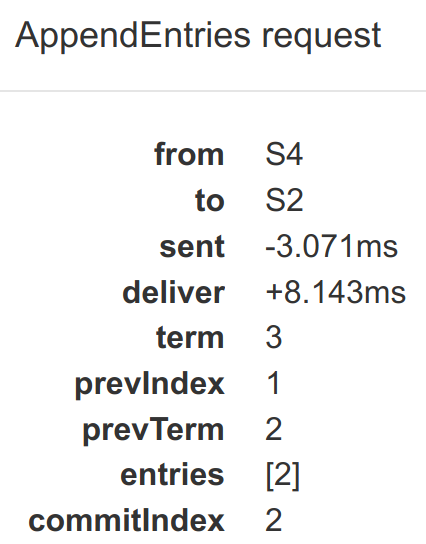 AppendEntries request
from S4
to S2
sent -3.071ms
deliver +8.143ms
term 3
prevIndex 1
prevTerm 2
entries [2]
commitIndex 2